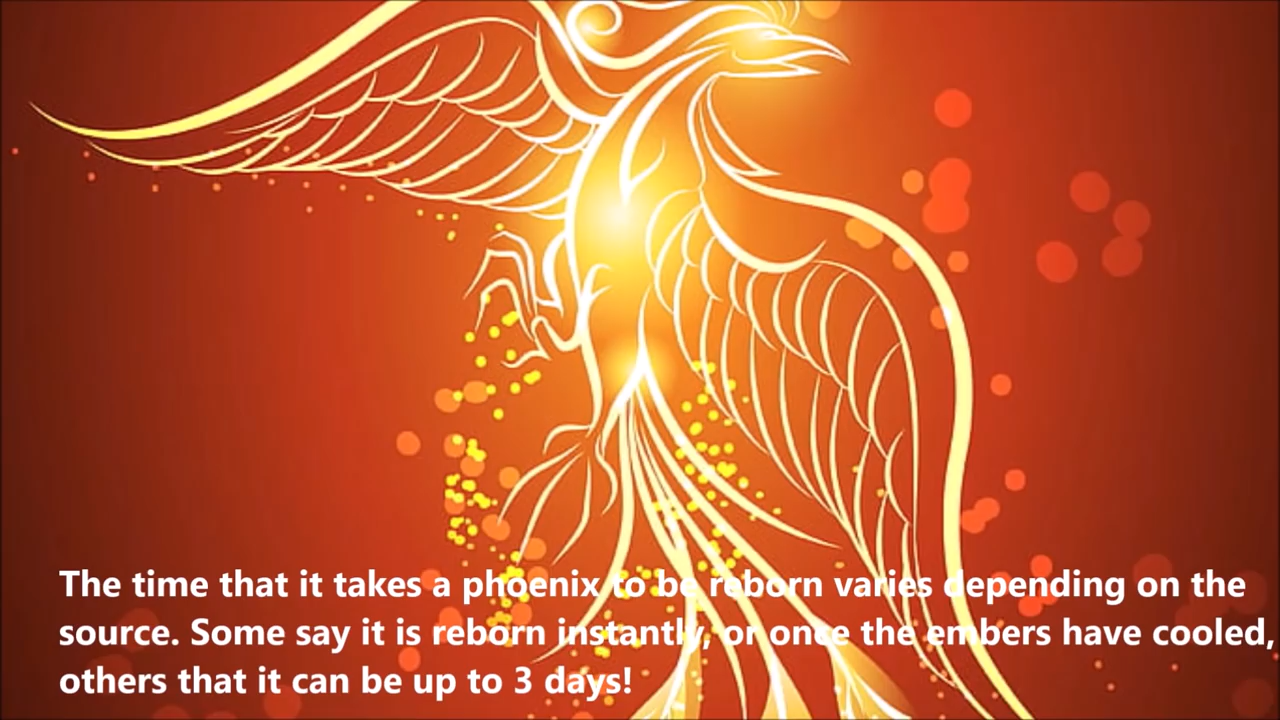 The time that it takes a phoenix to be reborn varies depending on the
source. Some say it is reborn instantly, or once the embers have cooled,
others that it can be up to 3 days!